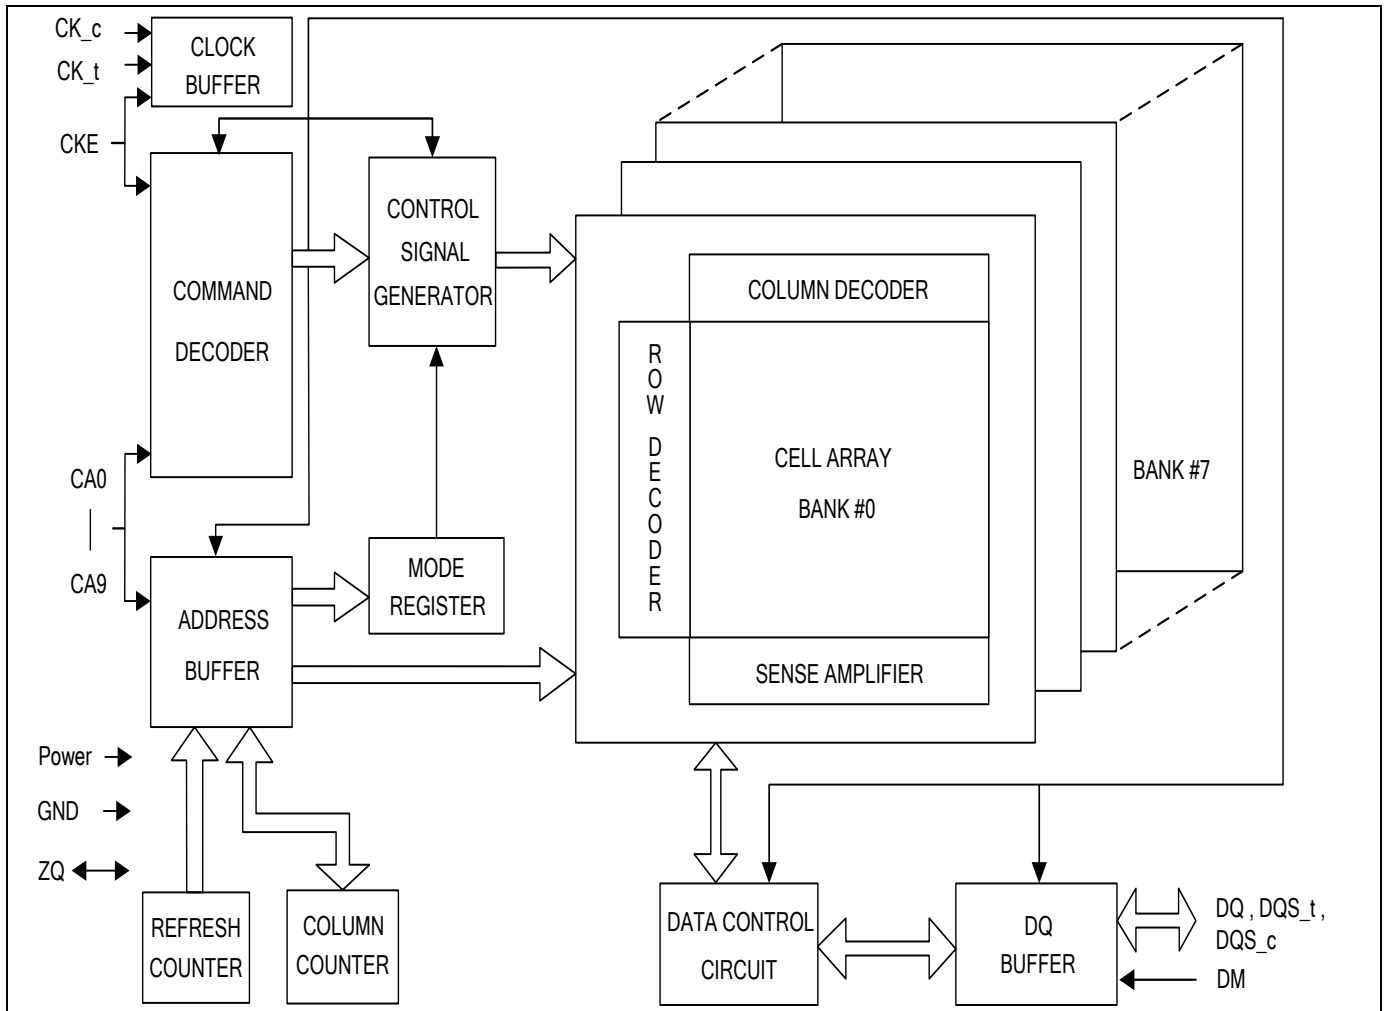 CK_c
CK_t
CKE
CLOCK
BUFFER
COMMAND
DECODER
CONTROL
SIGNAL
GENERATOR
COLUMN DECODER
ROW DECODER
CELL ARRAY
BANK #0
SENSE AMPLIFIER
BANK #7
CA0
CA9
ADDRESS
BUFFER
MODE
REGISTER
Power
GND
ZQ
REFRESH
COUNTER
COLUMN
COUNTER
DATA CONTROL
CIRCUIT
DQ
BUFFER
DQ , DQS_t ,
DQS_c
DM